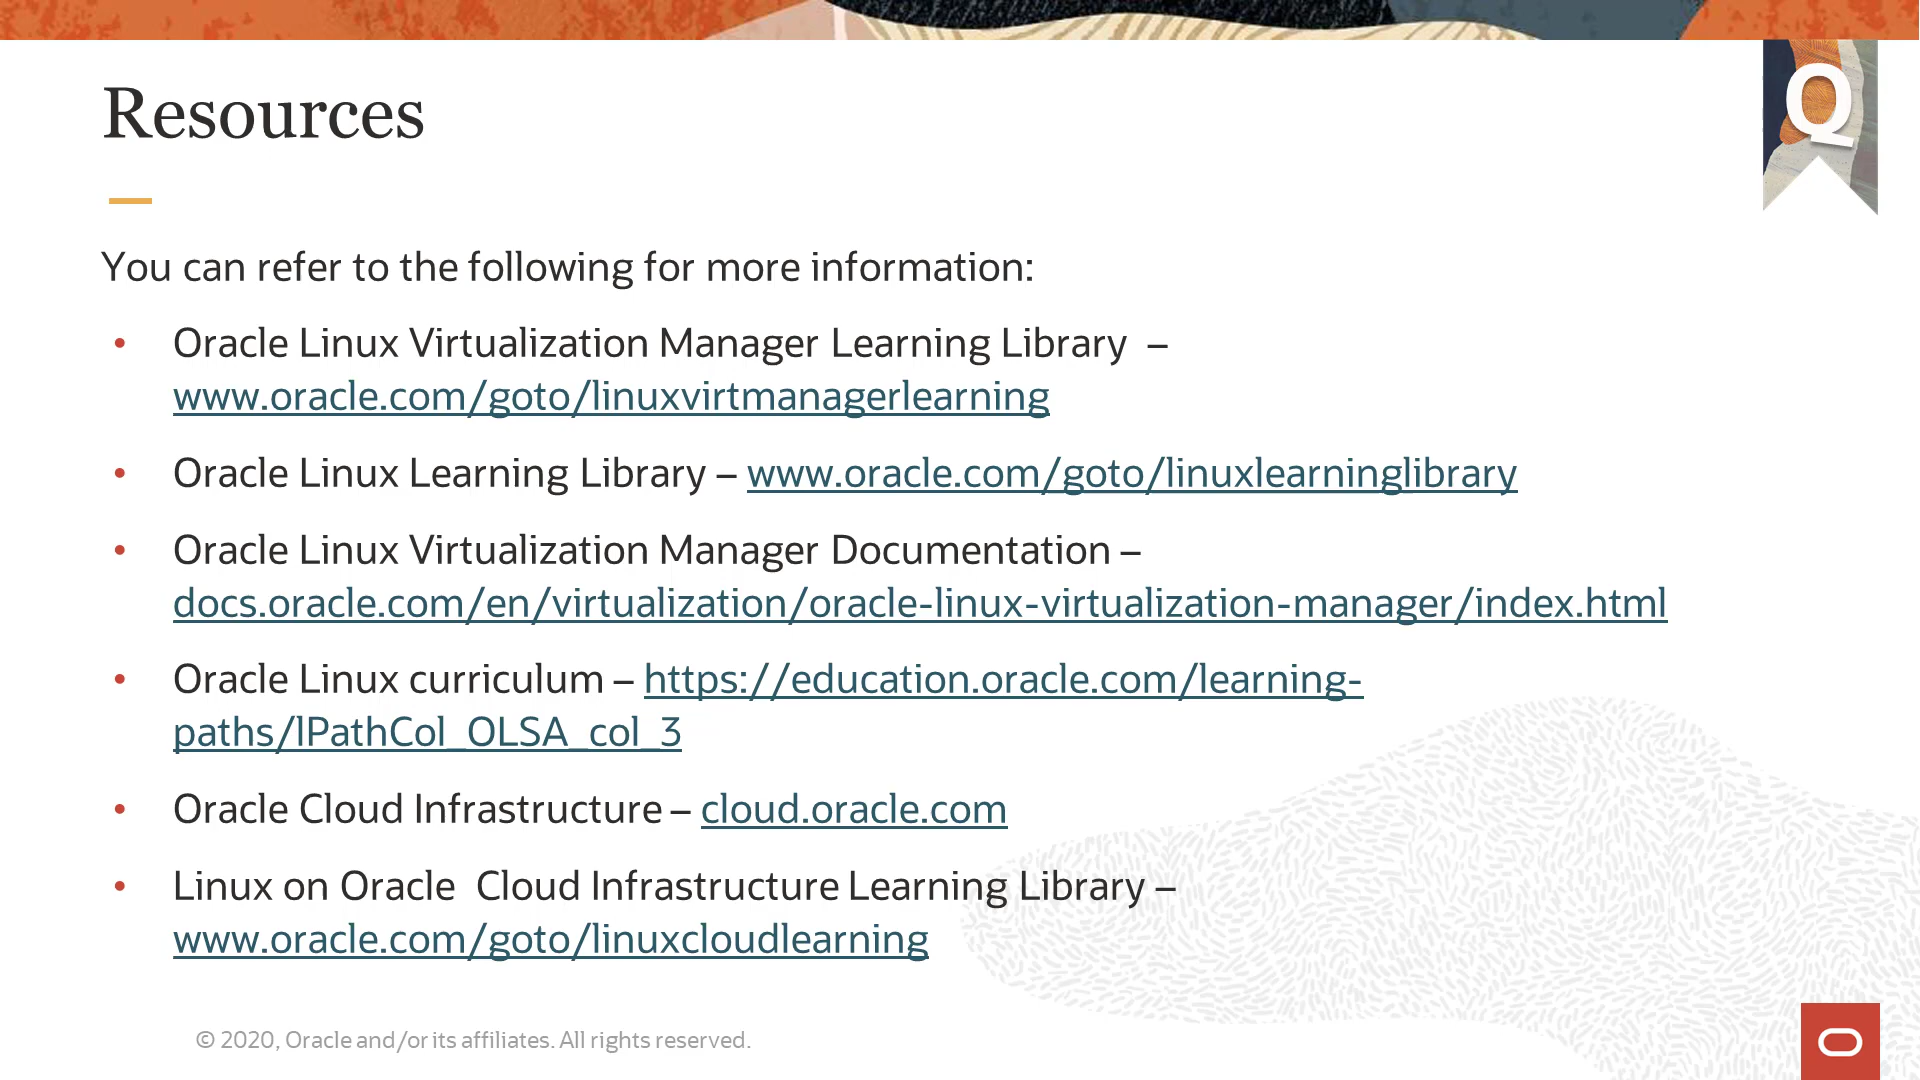 Resources
Q
You can refer to the following for more information:
• Oracle Linux Virtualization Manager Learning Library –
www.oracle.com/goto/linuxvirtmanagerlearning
• Oracle Linux Learning Library – www.oracle.com/goto/linuxlearninglibrary
• Oracle Linux Virtualization Manager Documentation –
docs.oracle.com/en/virtualization/oracle-linux-virtualization-manager/index.html
• Oracle Linux curriculum – https://education.oracle.com/learning-
paths/lPathCol_OLSA_col_3
• Oracle Cloud Infrastructure – cloud.oracle.com
• Linux on Oracle  Cloud Infrastructure Learning Library –
www.oracle.com/goto/linuxcloudlearning
© 2020, Oracle and/or its affiliates. All rights reserved.